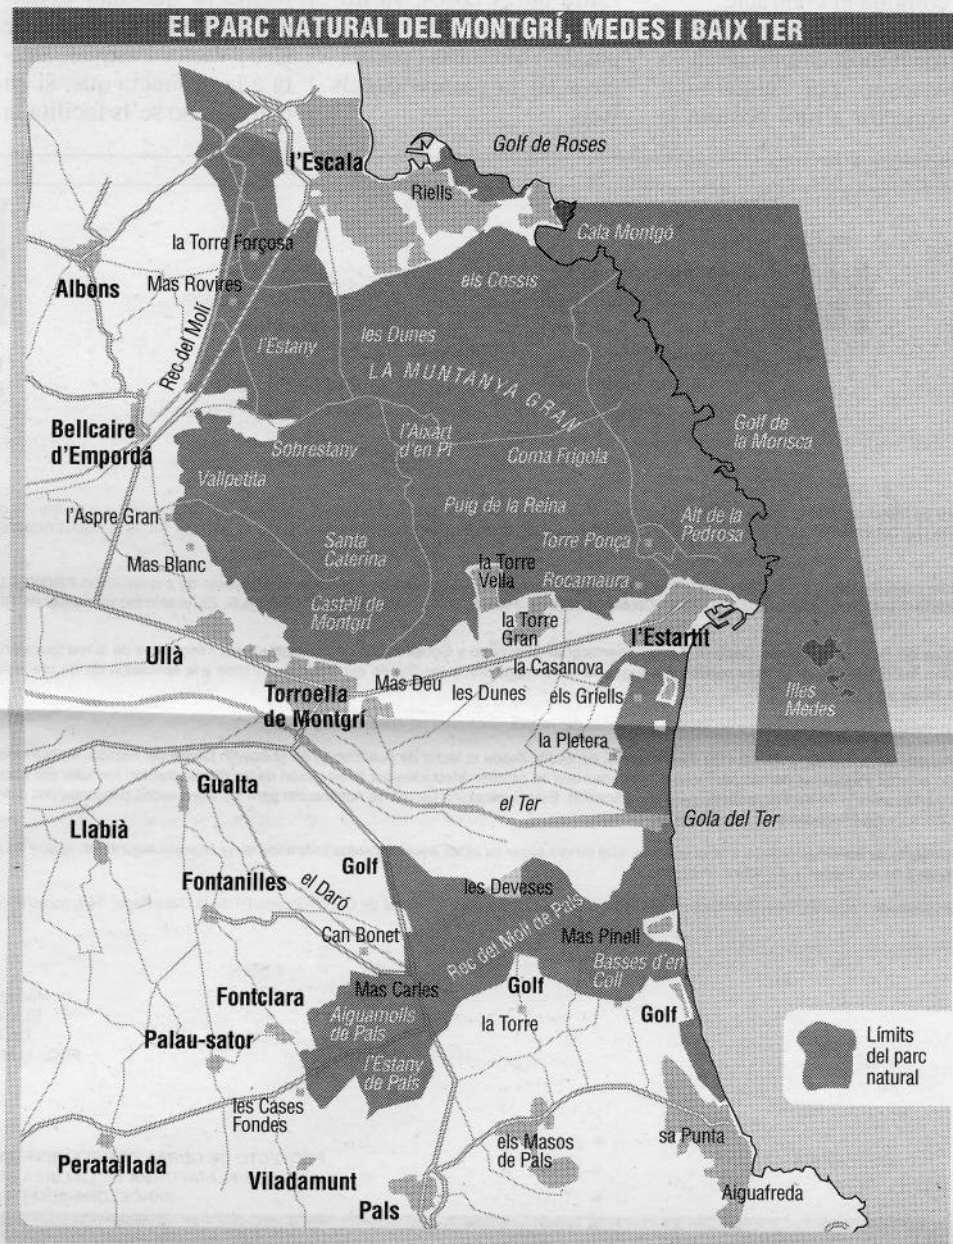 EL PARC NATURAL DEL MONTGRÍ, MEDES I BAIX TER
Golf de Roses
l'Escala
Riells
Cala Montgó
la Torre Forçosa
els Cossis
Albons
Mas Rovires
Rec del Molí
l'Estany
les Dunes
LA MUNTANYA GRAN
Golf de
la Morisca
Bellcaire
d'Empordà
l'Aixart
d'en Pi
Sobrestany
Coma Frigola
Vallpetita
Puig de la Reina
l'Aspre Gran
Alt de la
Pedrosa
Santa
Caterina
Torre Ponça
Mas Blanc
la Torre
Vella
Rocamaura
Castell de
Montgrí
la Torre
Gran
l'Estartit
Ullà
la Casanova
Mas Deu
Torroella
de Montgrí
les Dunes
els Griells
Illes
Medes
la Pletera
Gualta
el Ter
Gola del Ter
Llabià
Golf
Fontanilles
el Daró
les Deveses
Can Bonet
Rec del Molí de Pals
Mas Pinell
Basses d'en
Coll
Fontclara
Mas Carles
Golf
Golf
Aiguamolls
de Pals
la Torre
Palau-sator
l'Estany
de Pals
Límits
del parc
natural
les Cases
Fondes
els Masos
de Pals
sa Punta
Peratallada
Viladamunt
Pals
Aiguafreda